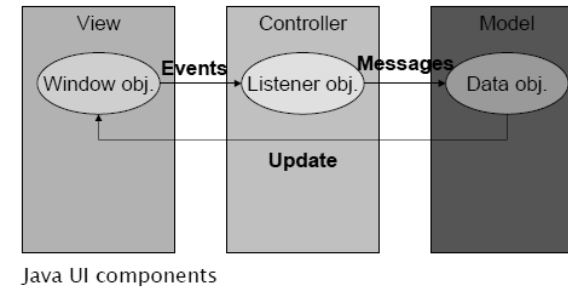 View Controller Model
Events Messages
Window obj. Listener obj. Data obj.
Update
Java UI components